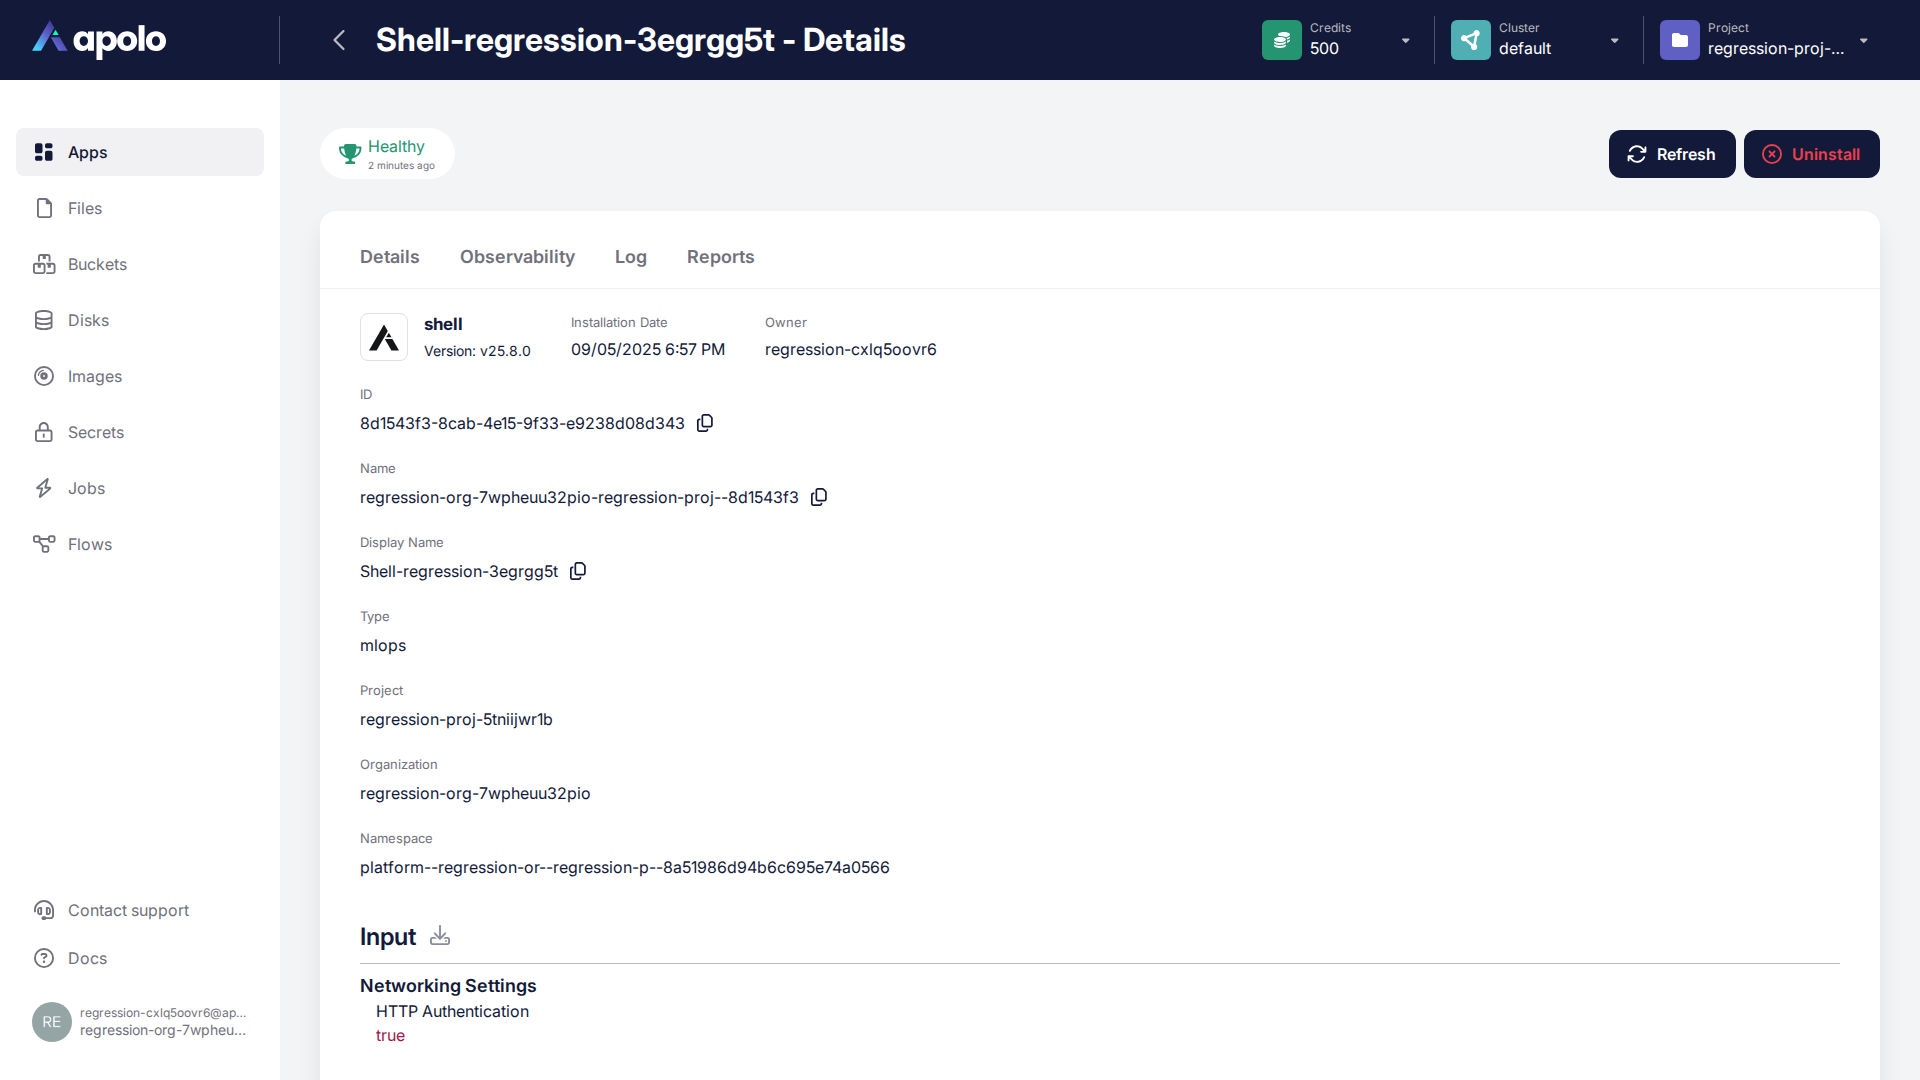 apolo
Shell-regression-3egrgg5t - Details
Credits
500
Cluster
default
Project
regression-proj-...
Apps
Files
Buckets
Disks
Images
Secrets
Jobs
Flows
Contact support
Docs
RE
regression-cxlq5oovr6@ap...
regression-org-7wpheu...
Healthy
2 minutes ago
Refresh
Uninstall
Details
Observability
Log
Reports
shell
Version: v25.8.0
Installation Date
09/05/2025 6:57 PM
Owner
regression-cxlq5oovr6
ID
8d1543f3-8cab-4e15-9f33-e9238d08d343
Name
regression-org-7wpheuu32pio-regression-proj--8d1543f3
Display Name
Shell-regression-3egrgg5t
Type
mlops
Project
regression-proj-5tniijwr1b
Organization
regression-org-7wpheuu32pio
Namespace
platform--regression-or--regression-p--8a51986d94b6c695e74a0566
Input
Networking Settings
HTTP Authentication
true